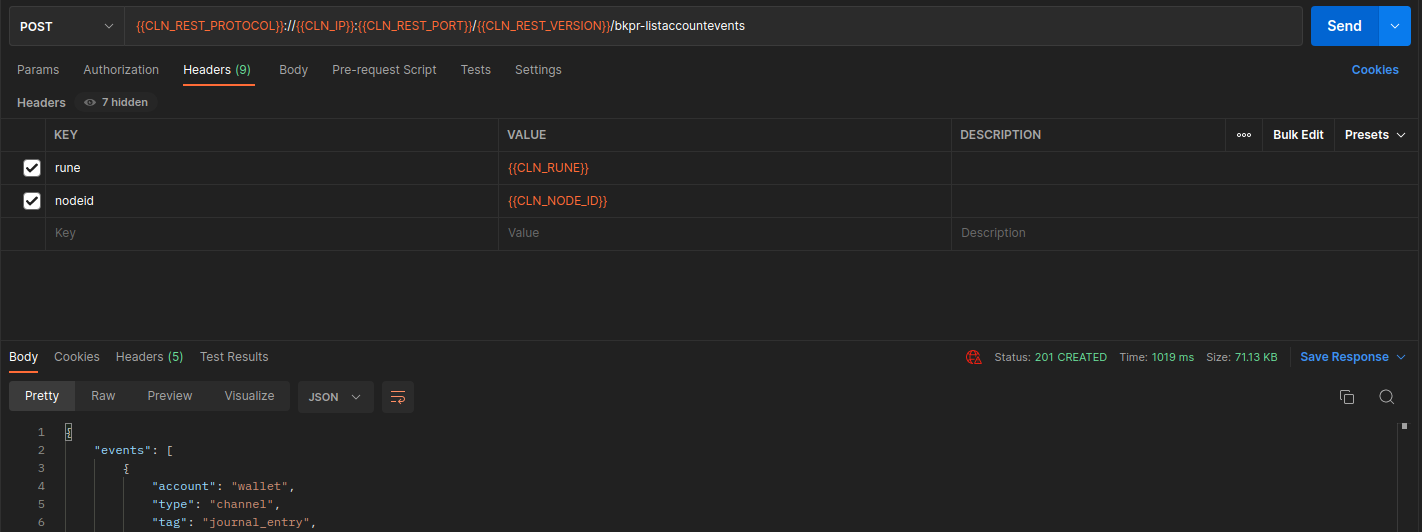 POST {{CLN_REST_PROTOCOL}}://{{CLN_IP}}:{{CLN_REST_PORT}}/{{CLN_REST_VERSION}}/bkpr-listaccountevents Send
Params Authorization Headers (9) Body Pre-request Script Tests Settings Cookies
Headers 7 hidden
KEY VALUE DESCRIPTION Bulk Edit Presets
rune {{CLN_RUNE}}
nodeid {{CLN_NODE_ID}}
Key Value Description
Body Cookies Headers (5) Test Results Status: 201 CREATED Time: 1019 ms Size: 71.13 KB Save Response
Pretty Raw Preview Visualize JSON
1 {
2 "events": [
3 {
4 "account": "wallet",
5 "type": "channel",
6 "tag": "journal_entry",